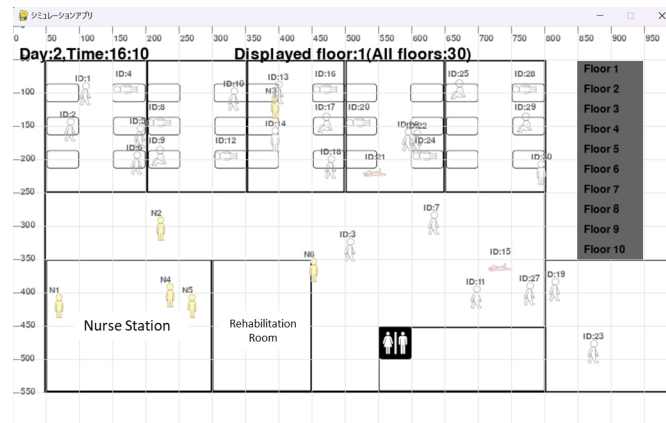 シミュレーションアプリ
0 50 100 150 200 250 300 350 400 450 500 550 600 650 700 750 800 850 900 950
Day:2,Time:16:10 Displayed floor:1(All floors:30)
ID:1 ID:4 ID:10 ID:13 ID:16 ID:25 ID:28 Floor 1
100 N3 Floor 2
ID:2 ID:8 ID:17 ID:20 ID:29 Floor 3
150 ID:14 ID:22 Floor 4
ID:6 ID:9 ID:12 ID:18 ID:24 Floor 5
200 ID:21 Floor 6
250 Floor 7
N2 ID:7 Floor 8
300 ID:3 Floor 9
N6 ID:15 Floor 10
350
N1 N4 N5 ID:11 ID:27 ID:19
400
Nurse Station Rehabilitation
Room
450
ID:23
500
550